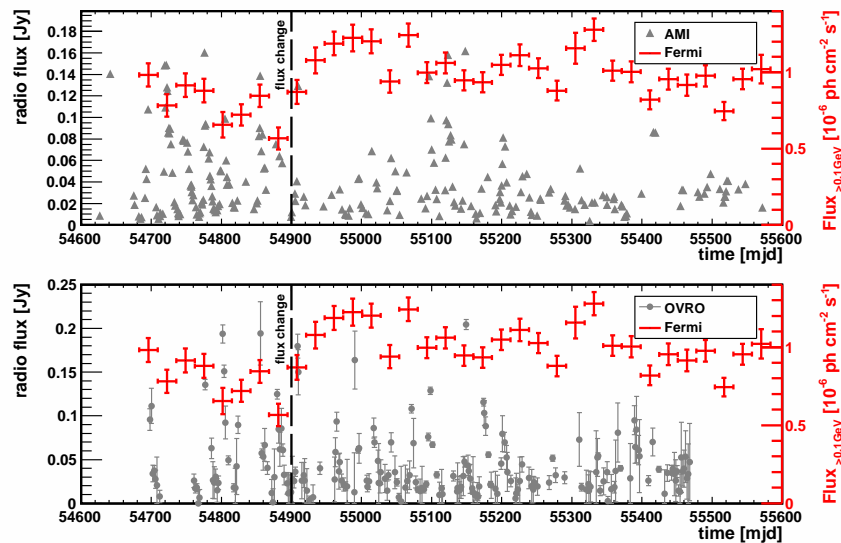 0.18
0.16
0.14
0.12
0.1
0.08
0.06
0.04
0.02
0
radio flux [Jy]
flux change
AMI
Fermi
1
0.5
0
Flux >0.1GeV [10-6 ph cm-2 s-1]
54600 54700 54800 54900 55000 55100 55200 55300 55400 55500 55600
time [mjd]
0.25
0.2
0.15
0.1
0.05
0
radio flux [Jy]
flux change
OVRO
Fermi
1
0.5
0
Flux >0.1GeV [10-6 ph cm-2 s-1]
54600 54700 54800 54900 55000 55100 55200 55300 55400 55500 55600
time [mjd]